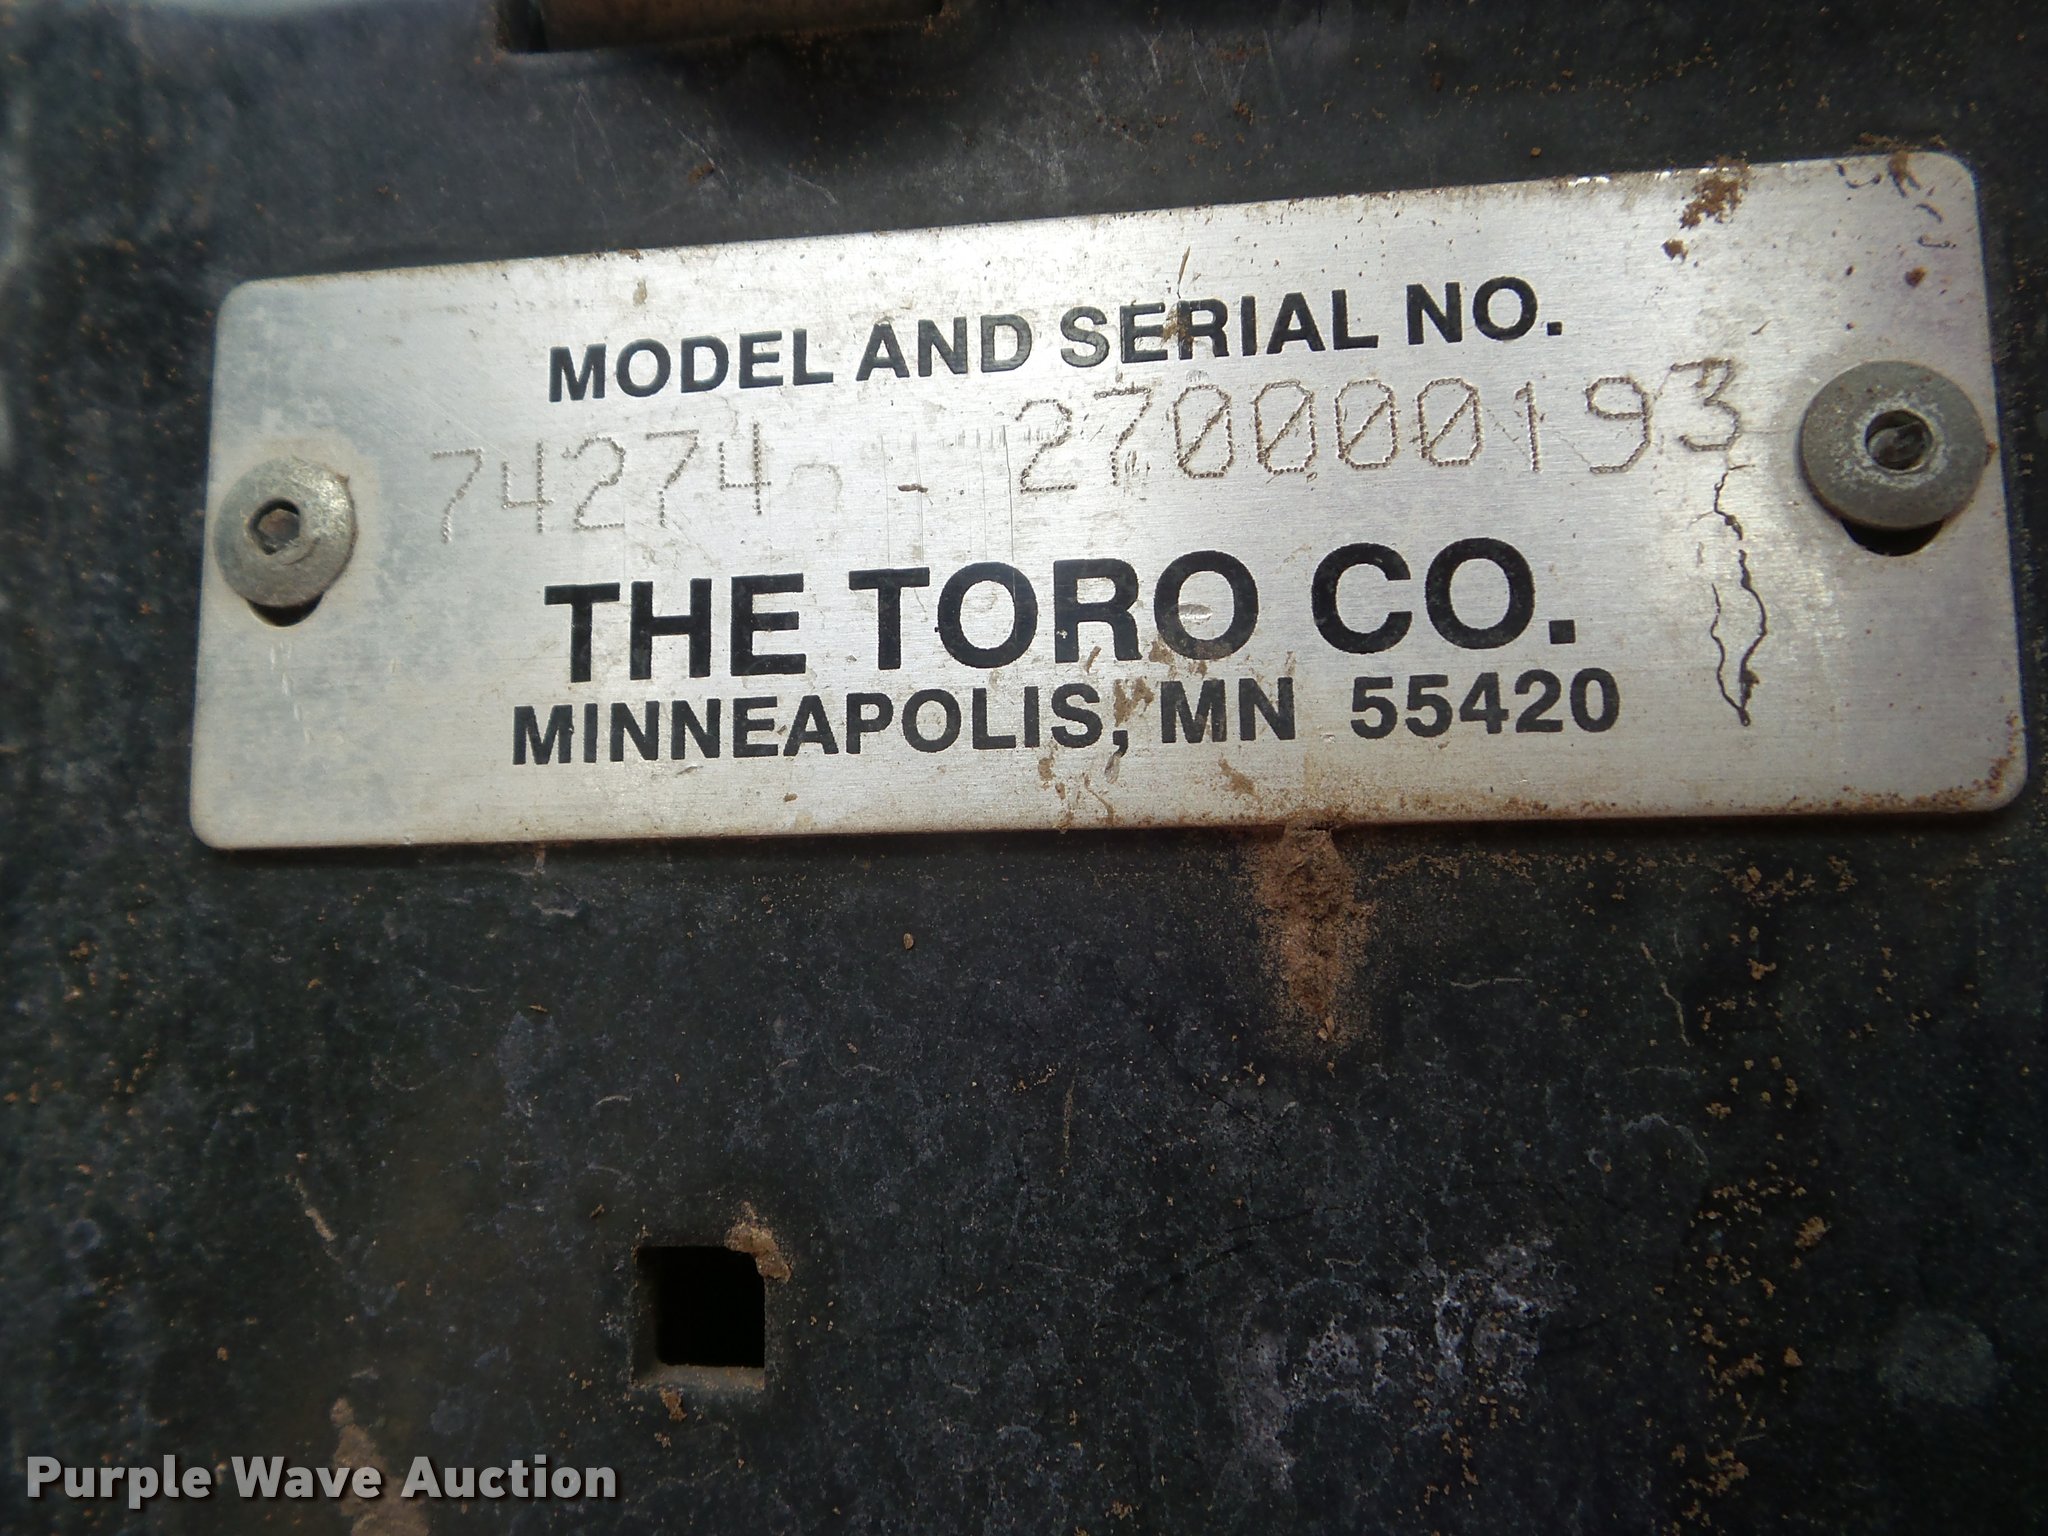 MODEL AND SERIAL NO.
74274 - 270000193
THE TORO CO.
MINNEAPOLIS, MN 55420
Purple Wave Auction